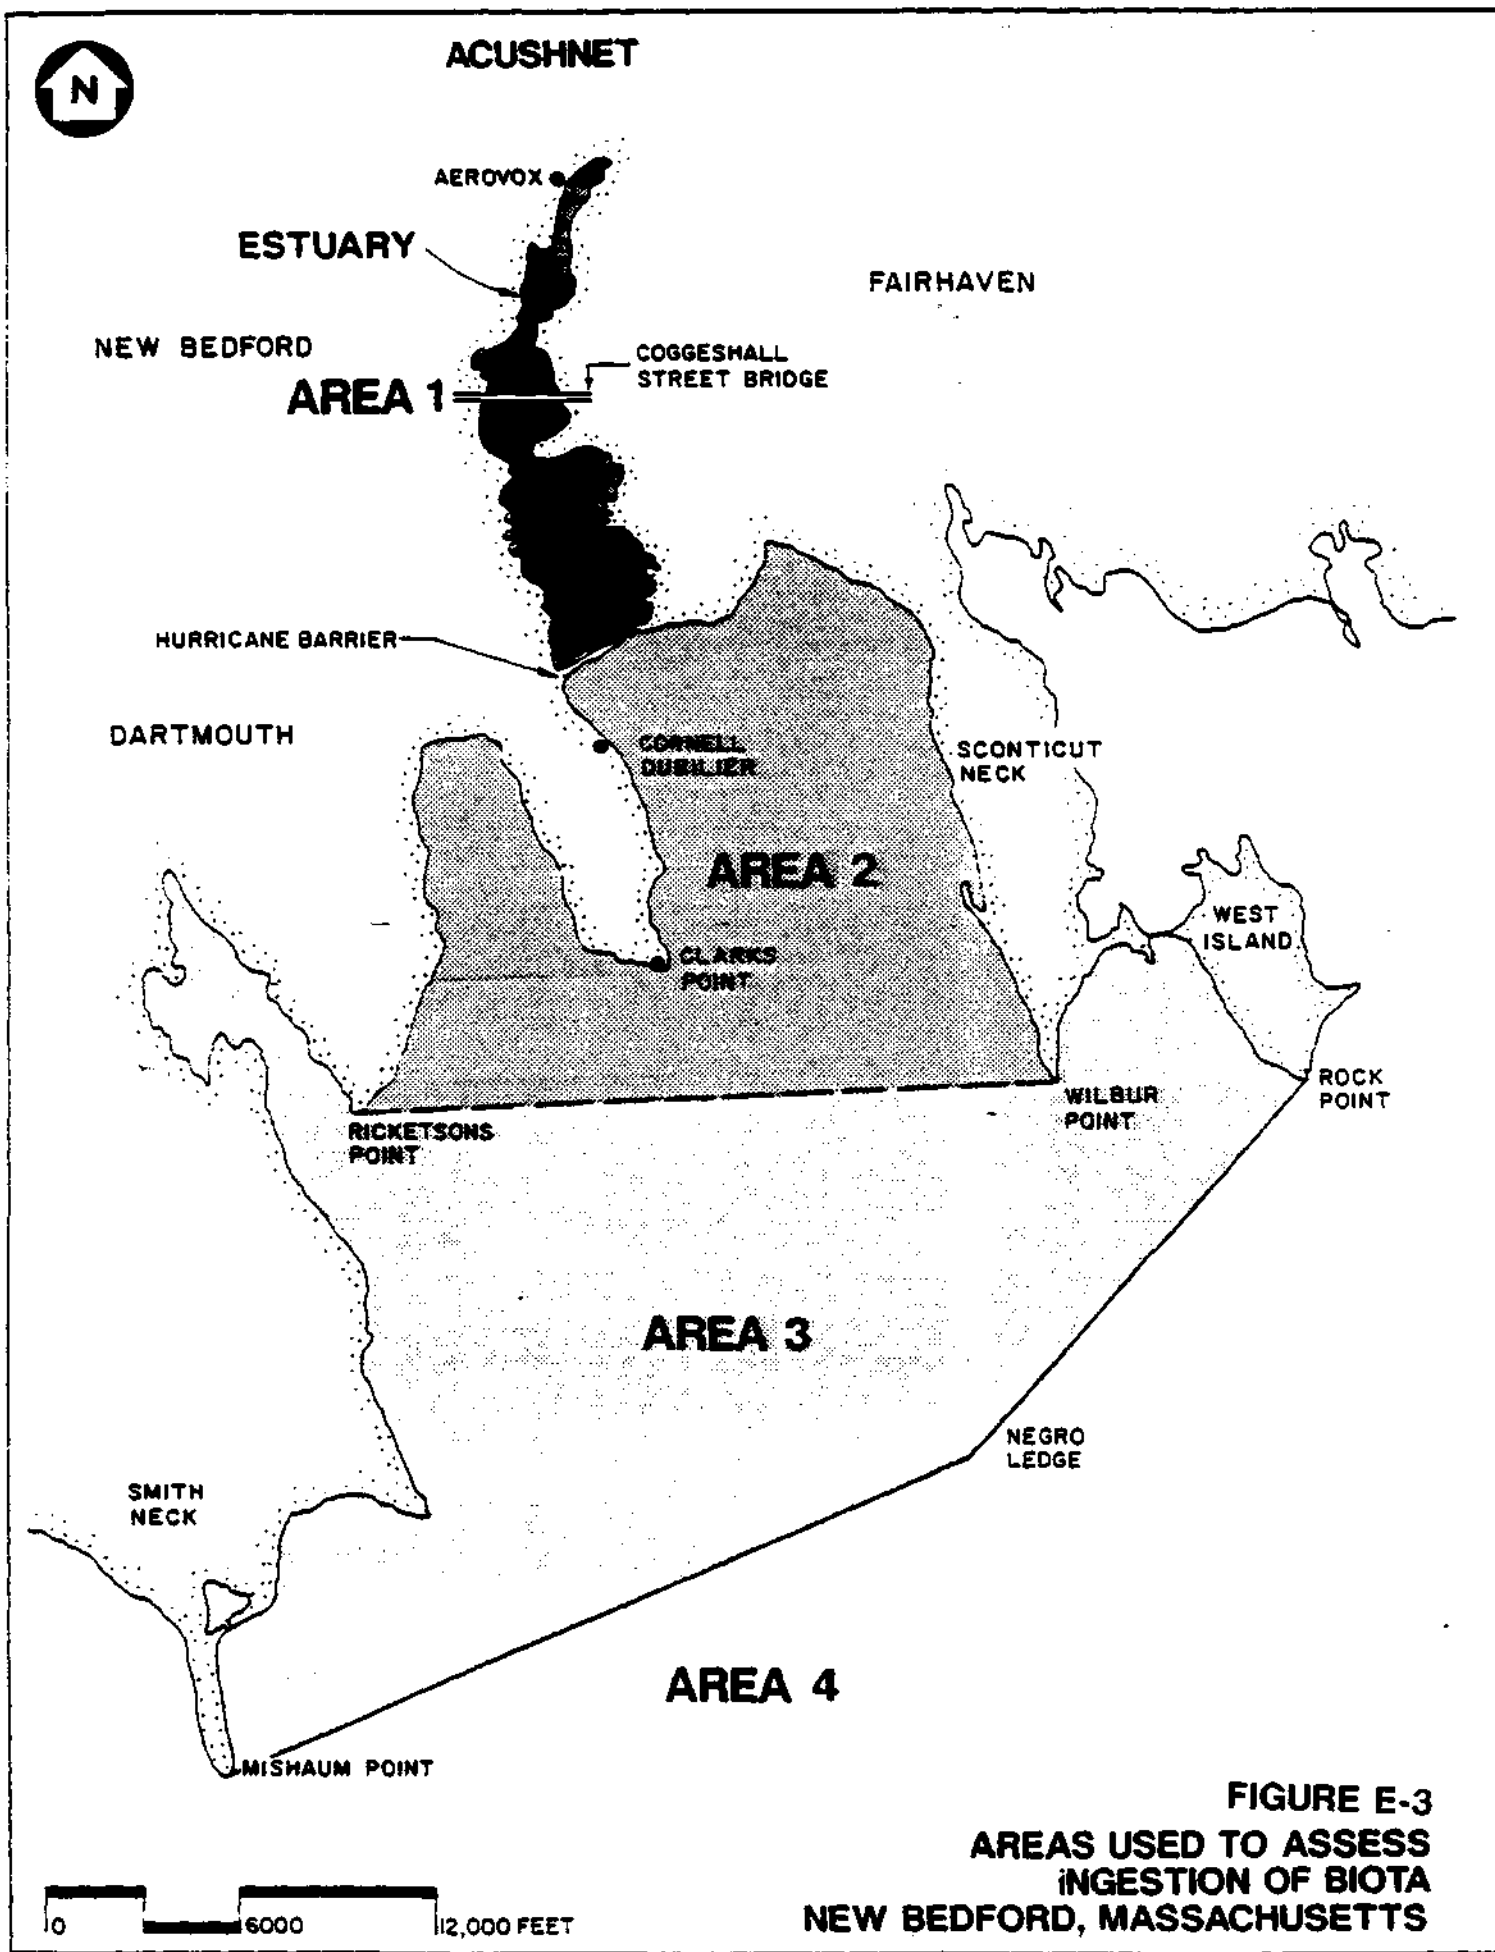 ACUSHNET
N
AEROVOX
ESTUARY
FAIRHAVEN
NEW BEDFORD
COGGESHALL
STREET BRIDGE
AREA 1
HURRICANE BARRIER
DARTMOUTH
CORNELL
DUBILIER
SCONTICUT
NECK
AREA 2
WEST
ISLAND
CLARKS
POINT
ROCK
POINT
WILBUR
POINT
RICKETSONS
POINT
AREA 3
NEGRO
LEDGE
SMITH
NECK
AREA 4
MISHAUM POINT
FIGURE E-3
AREAS USED TO ASSESS
INGESTION OF BIOTA
NEW BEDFORD, MASSACHUSETTS
0 6000 12,000 FEET